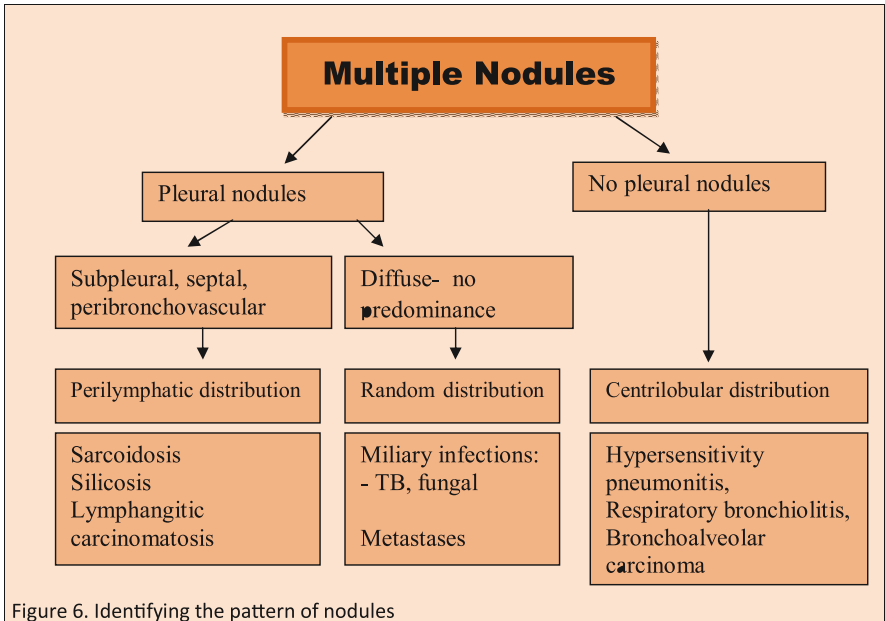 Multiple Nodules
Pleural nodules
No pleural nodules
Subpleural, septal,
peribronchovascular
Diffuse- no
predominance
Perilymphatic distribution
Random distribution
Centrilobular distribution
Sarcoidosis
Silicosis
Lymphangitic
carcinomatosis
Miliary infections:
- TB, fungal
Metastases
Hypersensitivity
pneumonitis,
Respiratory bronchiolitis,
Bronchoalveolar
carcinoma
Figure 6. Identifying the pattern of nodules